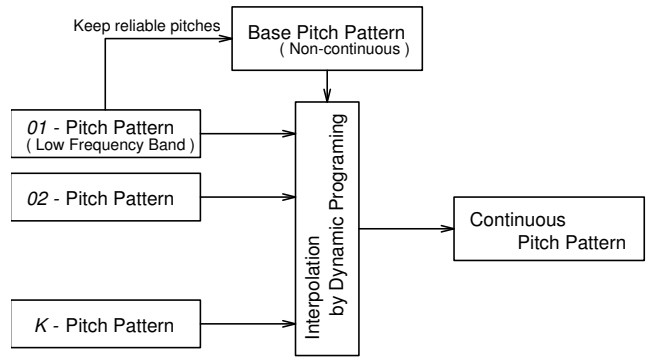 Keep reliable pitches
Base Pitch Pattern
( Non-continuous )
01 - Pitch Pattern
( Low Frequency Band )
02 - Pitch Pattern
K - Pitch Pattern
Interpolation
by Dynamic Programing
Continuous
Pitch Pattern